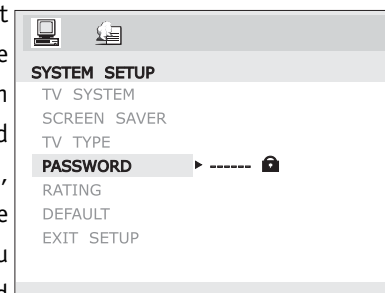 SYSTEM SETUP
TV SYSTEM
SCREEN SAVER
TV TYPE
PASSWORD ------
RATING
DEFAULT
EXIT SETUP